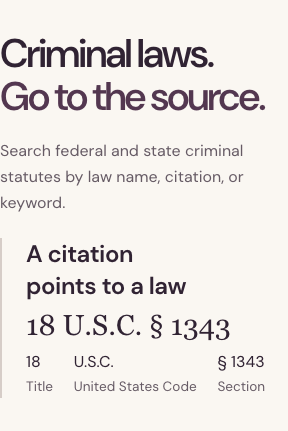 Criminal laws.
Go to the source.
Search federal and state criminal
statutes by law name, citation, or
keyword.
A citation
points to a law
18 U.S.C. § 1343
18 U.S.C. § 1343
Title United States Code Section